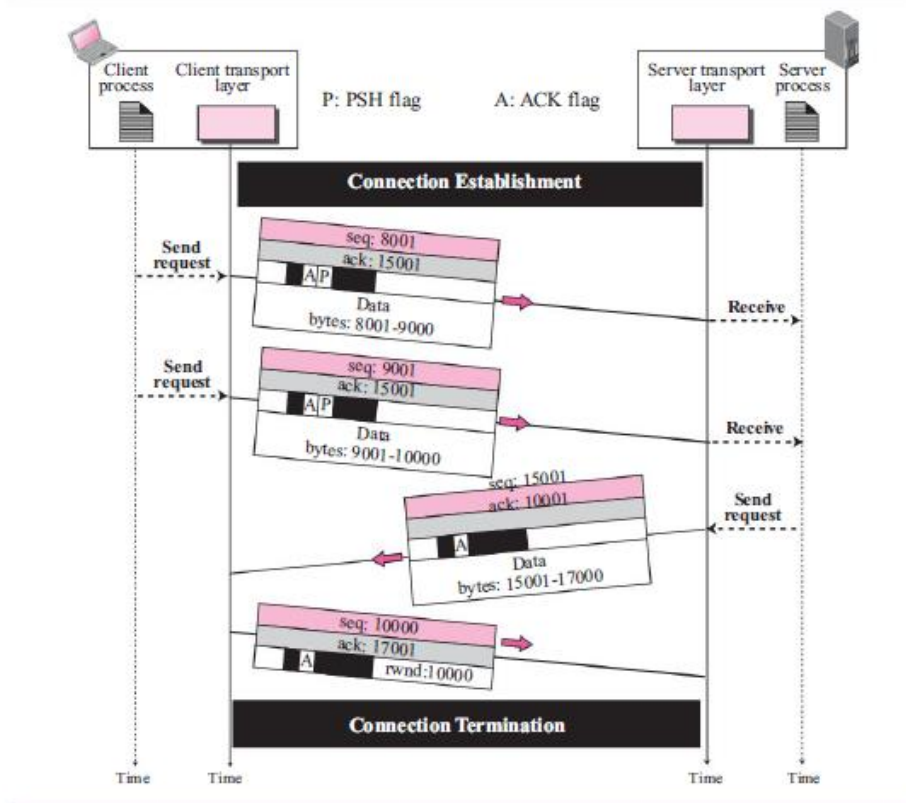 Client process
Client transport layer
P: PSH flag
A: ACK flag
Server transport layer
Server process
Connection Establishment
Send request
seq: 8001
ack: 15001
A P
Data
bytes: 8001-9000
Receive
Send request
seq: 9001
ack: 15001
A P
Data
bytes: 9001-10000
Receive
seq: 15001
ack: 10001
Send request
A
Data
bytes: 15001-17000
seq: 10000
ack: 17001
A
rwnd:10000
Connection Termination
Time
Time
Time
Time